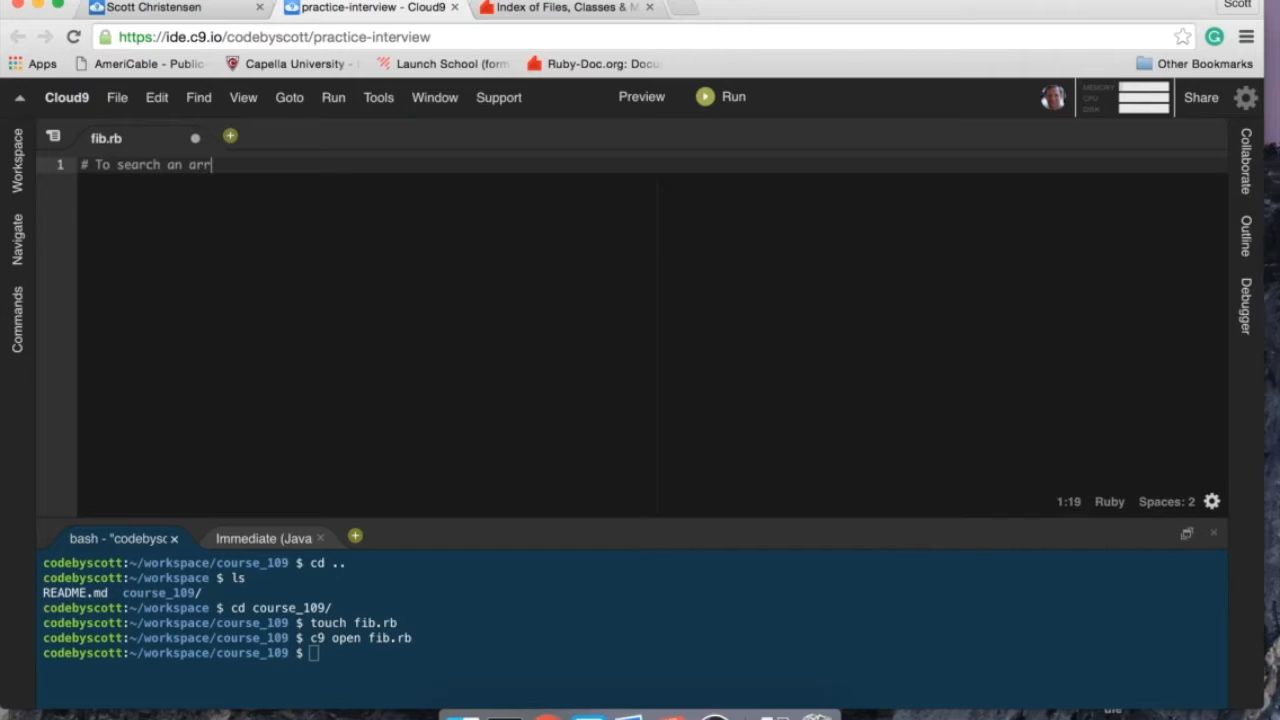 Scott Christensen × practice-interview - Cloud9 × Index of Files, Classes & M × Scott
https://ide.c9.io/codebyscott/practice-interview
Apps AmeriCable - Public Capella University - Launch School (form Ruby-Doc.org: Docu Other Bookmarks
Cloud9 File Edit Find View Goto Run Tools Window Support Preview Run MEMORY CPU DISK Share
Workspace
Navigate
Commands
fib.rb
1 # To search an arr
Collaborate
Outline
Debugger
1:19 Ruby Spaces: 2
bash - "codebysc × Immediate (Java ×
codebyscott:~/workspace/course_109 $ cd ..
codebyscott:~/workspace $ ls
README.md course_109/
codebyscott:~/workspace $ cd course_109/
codebyscott:~/workspace/course_109 $ touch fib.rb
codebyscott:~/workspace/course_109 $ c9 open fib.rb
codebyscott:~/workspace/course_109 $